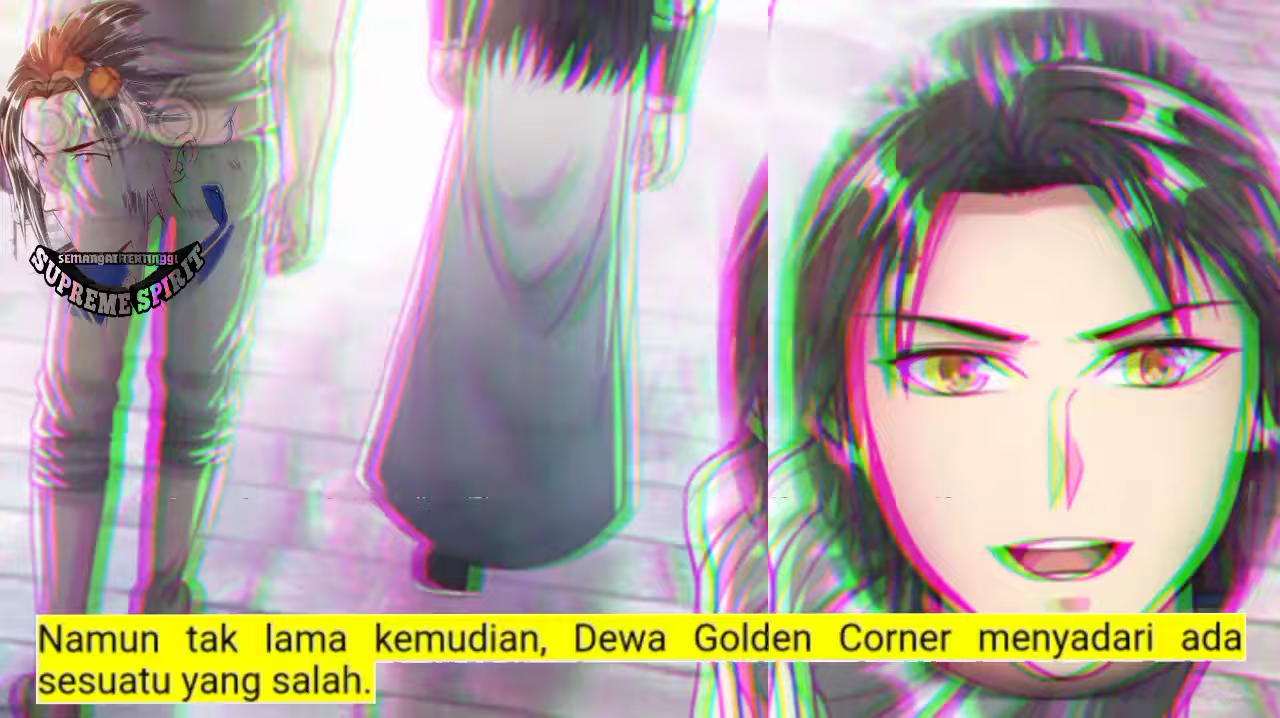 SEMANGAT TERTINGGI
SUPREME SPIRIT
Namun tak lama kemudian, Dewa Golden Corner menyadari ada
sesuatu yang salah.